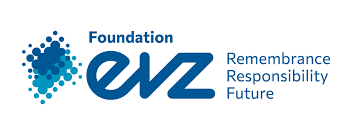 Foundation
evz
Remembrance
Responsibility
Future